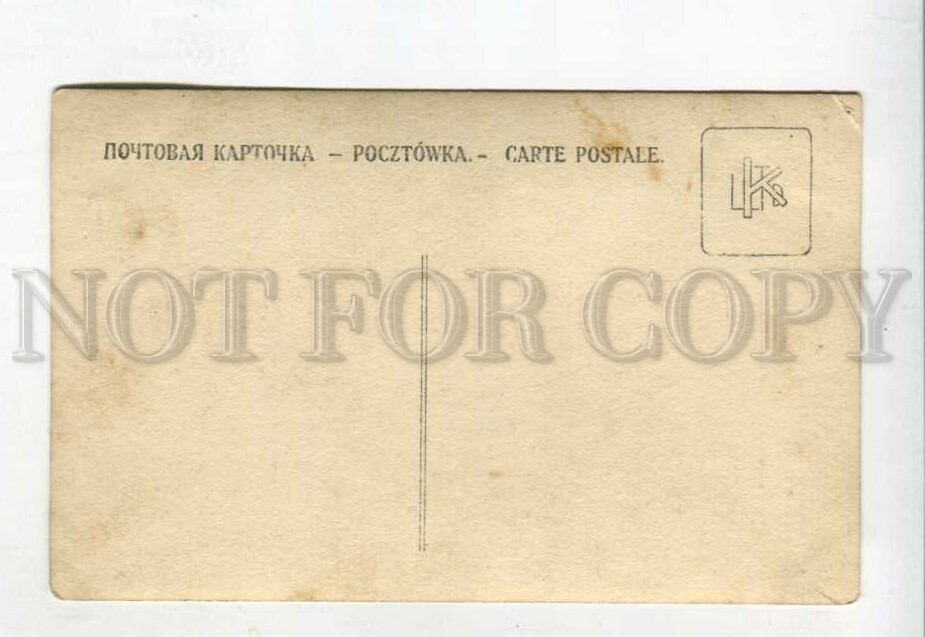 ПОЧТОВАЯ КАРТОЧКА – POCZTÓWKA. – CARTE POSTALE.
NOT FOR COPY